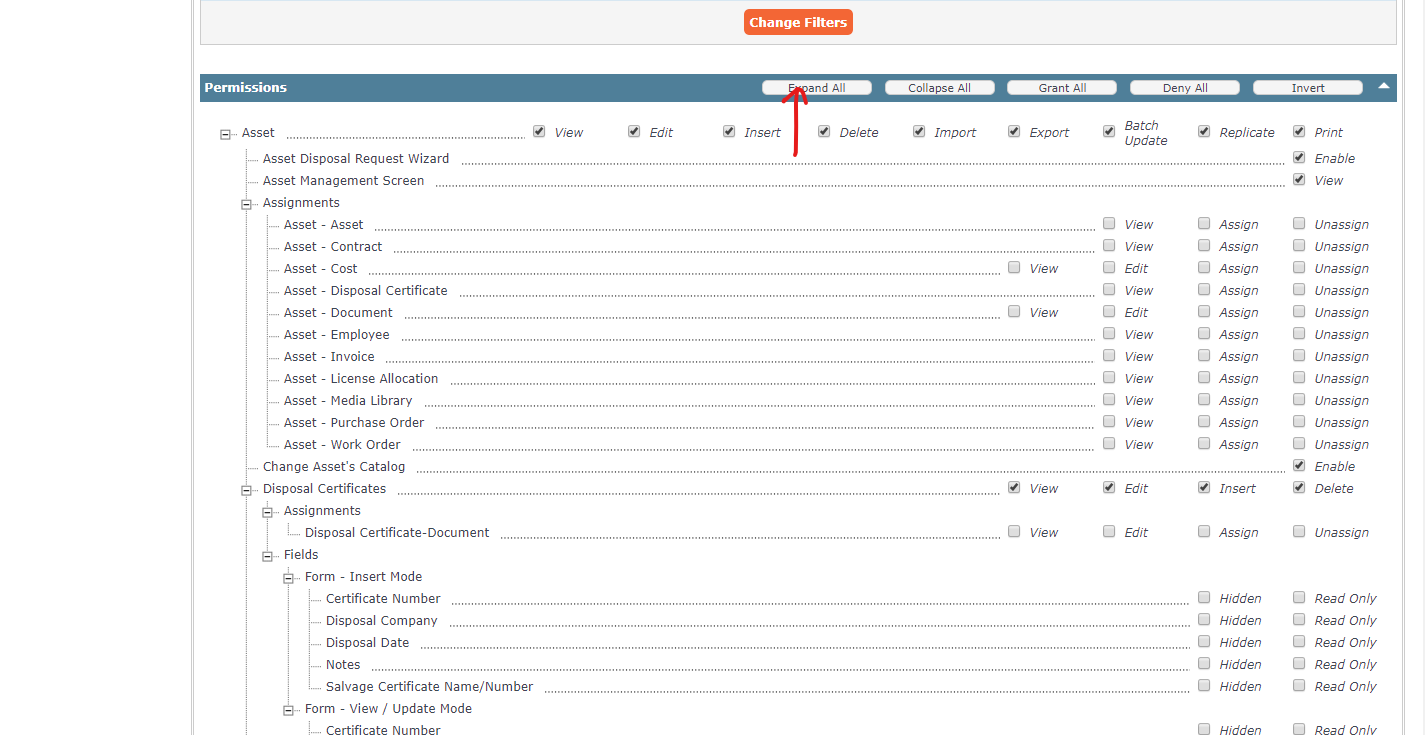 Change Filters
Permissions Expand All Collapse All Grant All Deny All Invert
Asset View Edit Insert Delete Import Export Batch Update Replicate Print
Asset Disposal Request Wizard Enable
Asset Management Screen View
Assignments
Asset - Asset View Assign Unassign
Asset - Contract View Assign Unassign
Asset - Cost View Edit Assign Unassign
Asset - Disposal Certificate View Assign Unassign
Asset - Document View Edit Assign Unassign
Asset - Employee View Assign Unassign
Asset - Invoice View Assign Unassign
Asset - License Allocation View Assign Unassign
Asset - Media Library View Assign Unassign
Asset - Purchase Order View Assign Unassign
Asset - Work Order View Assign Unassign
Change Asset's Catalog Enable
Disposal Certificates View Edit Insert Delete
Assignments
Disposal Certificate-Document View Edit Assign Unassign
Fields
Form - Insert Mode
Certificate Number Hidden Read Only
Disposal Company Hidden Read Only
Disposal Date Hidden Read Only
Notes Hidden Read Only
Salvage Certificate Name/Number Hidden Read Only
Form - View / Update Mode
Certificate Number Hidden Read Only